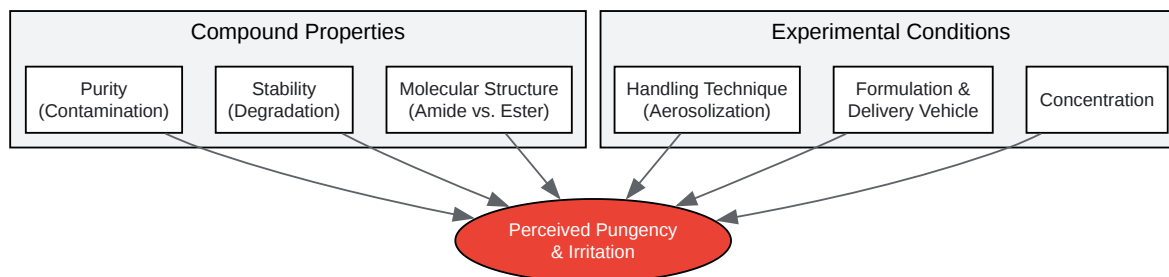 Compound Properties
Purity
(Contamination)
Stability
(Degradation)
Molecular Structure
(Amide vs. Ester)
Experimental Conditions
Handling Technique
(Aerosolization)
Formulation &
Delivery Vehicle
Concentration
Perceived Pungency
& Irritation